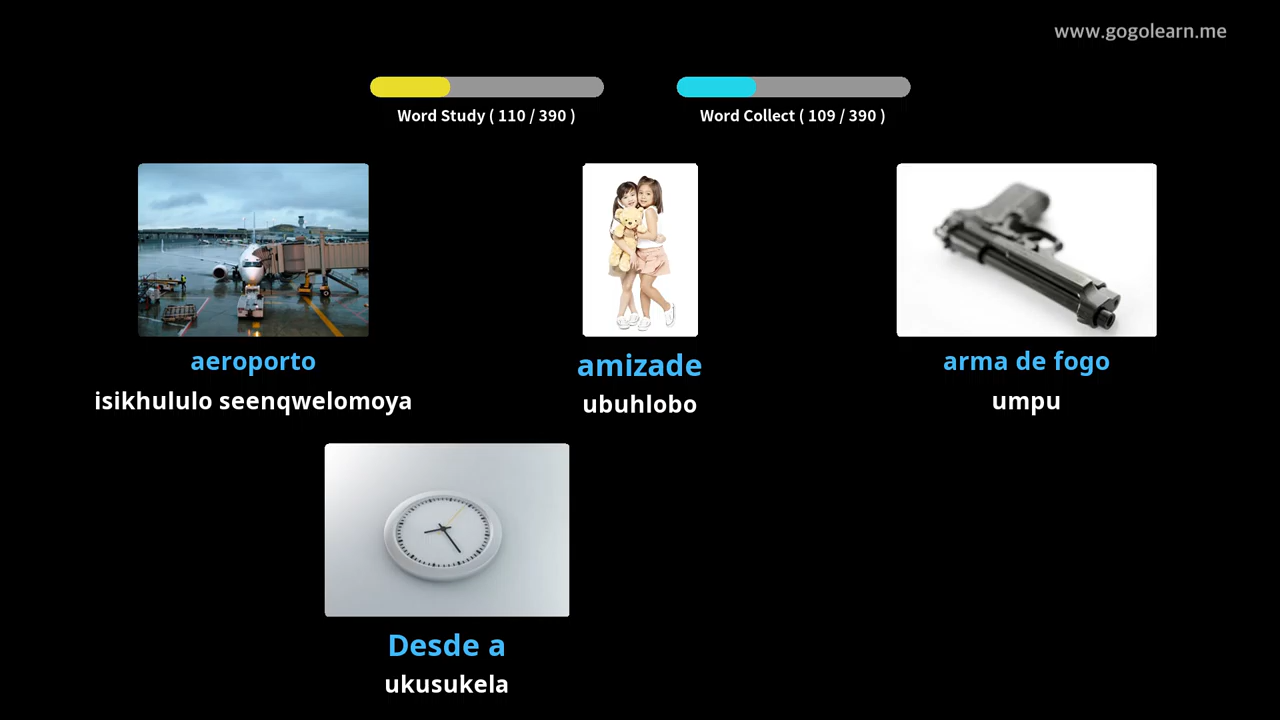 www.gogolearn.me
Word Study ( 110 / 390 )
Word Collect ( 109 / 390 )
aeroporto
isikhululo seenqwelomoya
amizade
ubuhlobo
arma de fogo
umpu
Desde a
ukusukela